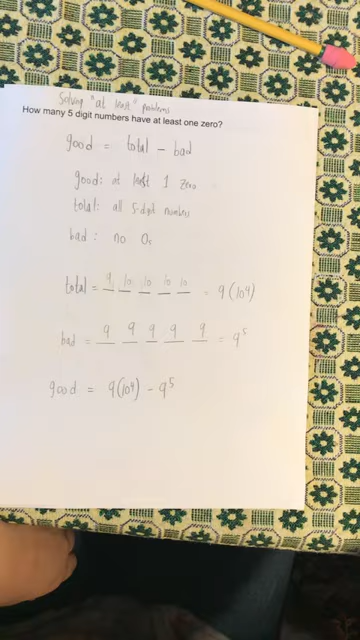 Solving "at least" problems
How many 5 digit numbers have at least one zero?
good = total - bad
good: at least 1 zero
total: all 5-digit numbers
bad: no 0s
total = 9 10 10 10 10 = 9(10⁴)
bad = 9 9 9 9 9 = 9⁵
good = 9(10⁴) - 9⁵